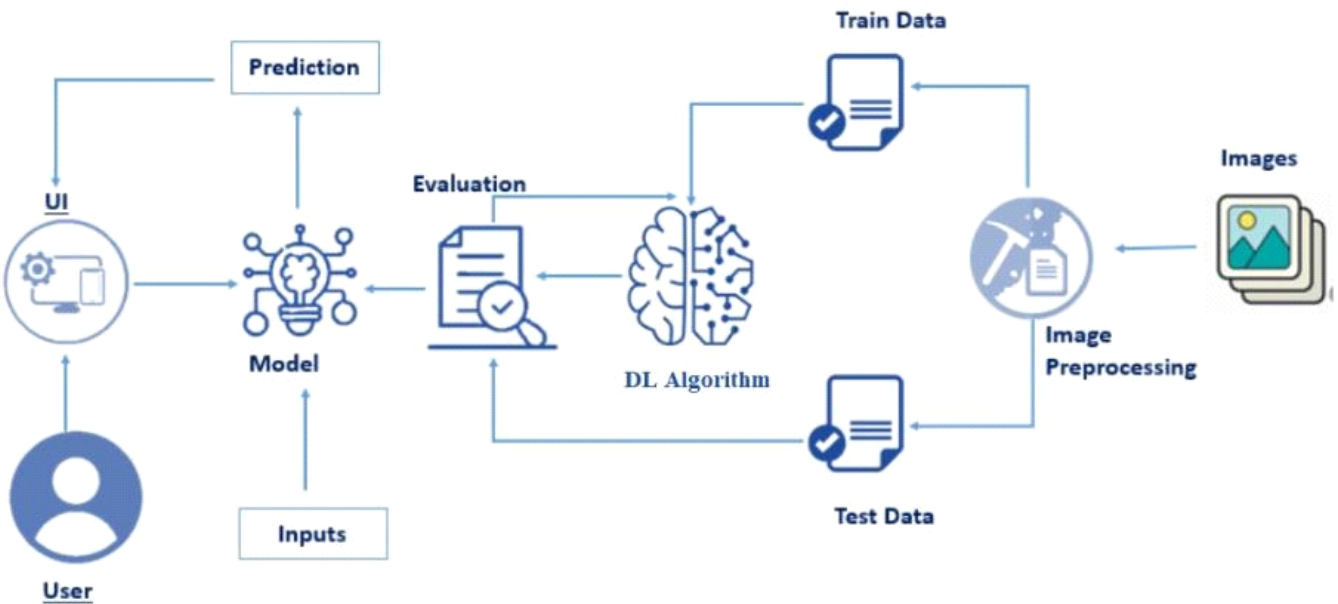 Train Data
Prediction
Images
Evaluation
UI
Image
Preprocessing
Model
DL Algorithm
Test Data
Inputs
User